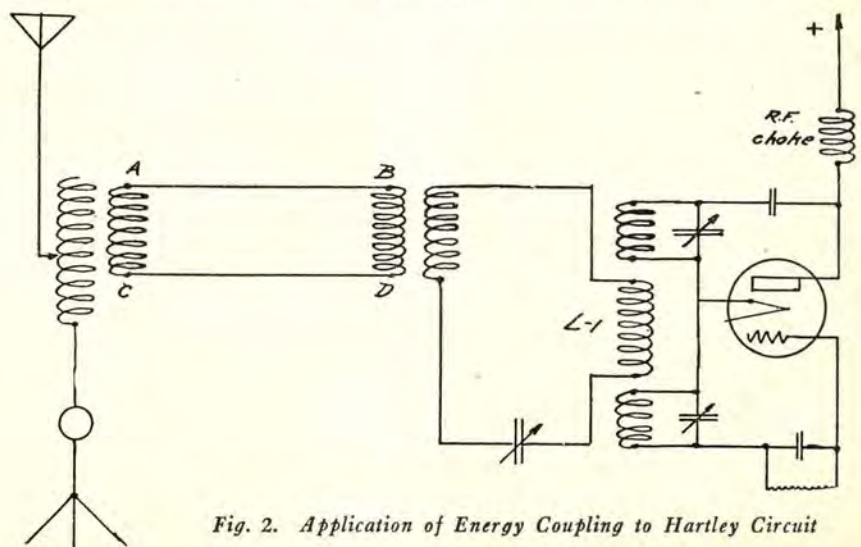 +
R.F.
choke
A
B
C
D
L-1
Fig. 2. Application of Energy Coupling to Hartley Circuit